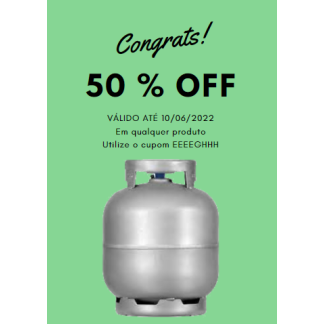 Congrats!
50 % OFF
VÁLIDO ATÉ 10/06/2022
Em qualquer produto
Utilize o cupom EEEEGHHH